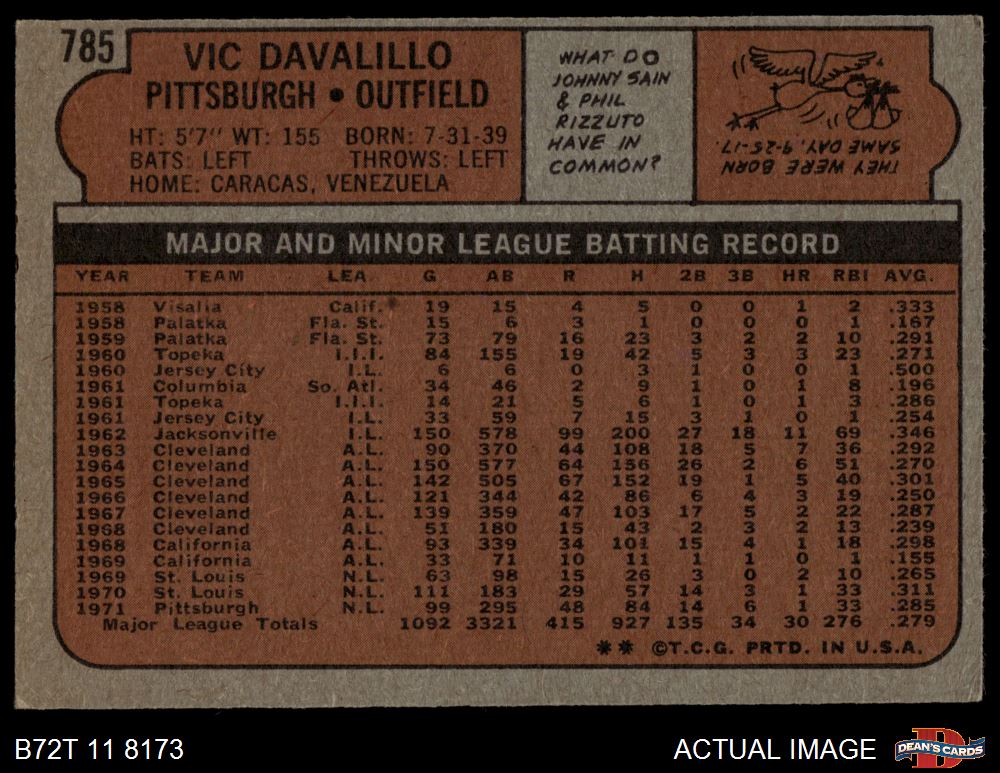 785
VIC DAVALILLO
PITTSBURGH • OUTFIELD
HT: 5'7" WT: 155 BORN: 7-31-39
BATS: LEFT THROWS: LEFT
HOME: CARACAS, VENEZUELA
WHAT DO
JOHNNY SAIN
& PHIL
RIZZUTO
HAVE IN
COMMON?
THEY WERE BORN
SAME DAY, 9-25-17.
MAJOR AND MINOR LEAGUE BATTING RECORD
YEAR TEAM LEA. G AB R H 2B 3B HR RBI AVG.
1958 Visalia Calif. 19 15 4 5 0 0 1 2 .333
1958 Palatka Fla. St. 15 6 3 1 0 0 0 1 .167
1959 Palatka Fla. St. 73 79 16 23 3 2 2 10 .291
1960 Topeka I.I.I. 84 155 19 42 5 3 3 23 .271
1960 Jersey City I.L. 6 6 0 3 1 0 0 1 .500
1961 Columbia So. Atl. 34 46 2 9 1 0 1 8 .196
1961 Topeka I.I.I. 14 21 5 6 1 0 1 3 .286
1961 Jersey City I.L. 33 59 7 15 3 1 0 1 .254
1962 Jacksonville I.L. 150 578 99 200 27 18 11 69 .346
1963 Cleveland A.L. 90 370 44 108 18 5 7 36 .292
1964 Cleveland A.L. 150 577 64 156 26 2 6 51 .270
1965 Cleveland A.L. 142 505 67 152 19 1 5 40 .301
1966 Cleveland A.L. 121 344 42 86 6 4 3 19 .250
1967 Cleveland A.L. 139 359 47 103 17 5 2 22 .287
1968 Cleveland A.L. 51 180 15 43 2 3 2 13 .239
1968 California A.L. 93 339 34 101 15 4 1 18 .298
1969 California A.L. 33 71 10 11 1 1 0 1 .155
1969 St. Louis N.L. 63 98 15 26 3 0 2 10 .265
1970 St. Louis N.L. 111 183 29 57 14 3 1 33 .311
1971 Pittsburgh N.L. 99 295 48 84 14 6 1 33 .285
Major League Totals 1092 3321 415 927 135 34 30 276 .279
** ©T.C.G. PRTD. IN U.S.A.
B72T 11 8173
ACTUAL IMAGE
D
DEAN'S CARDS